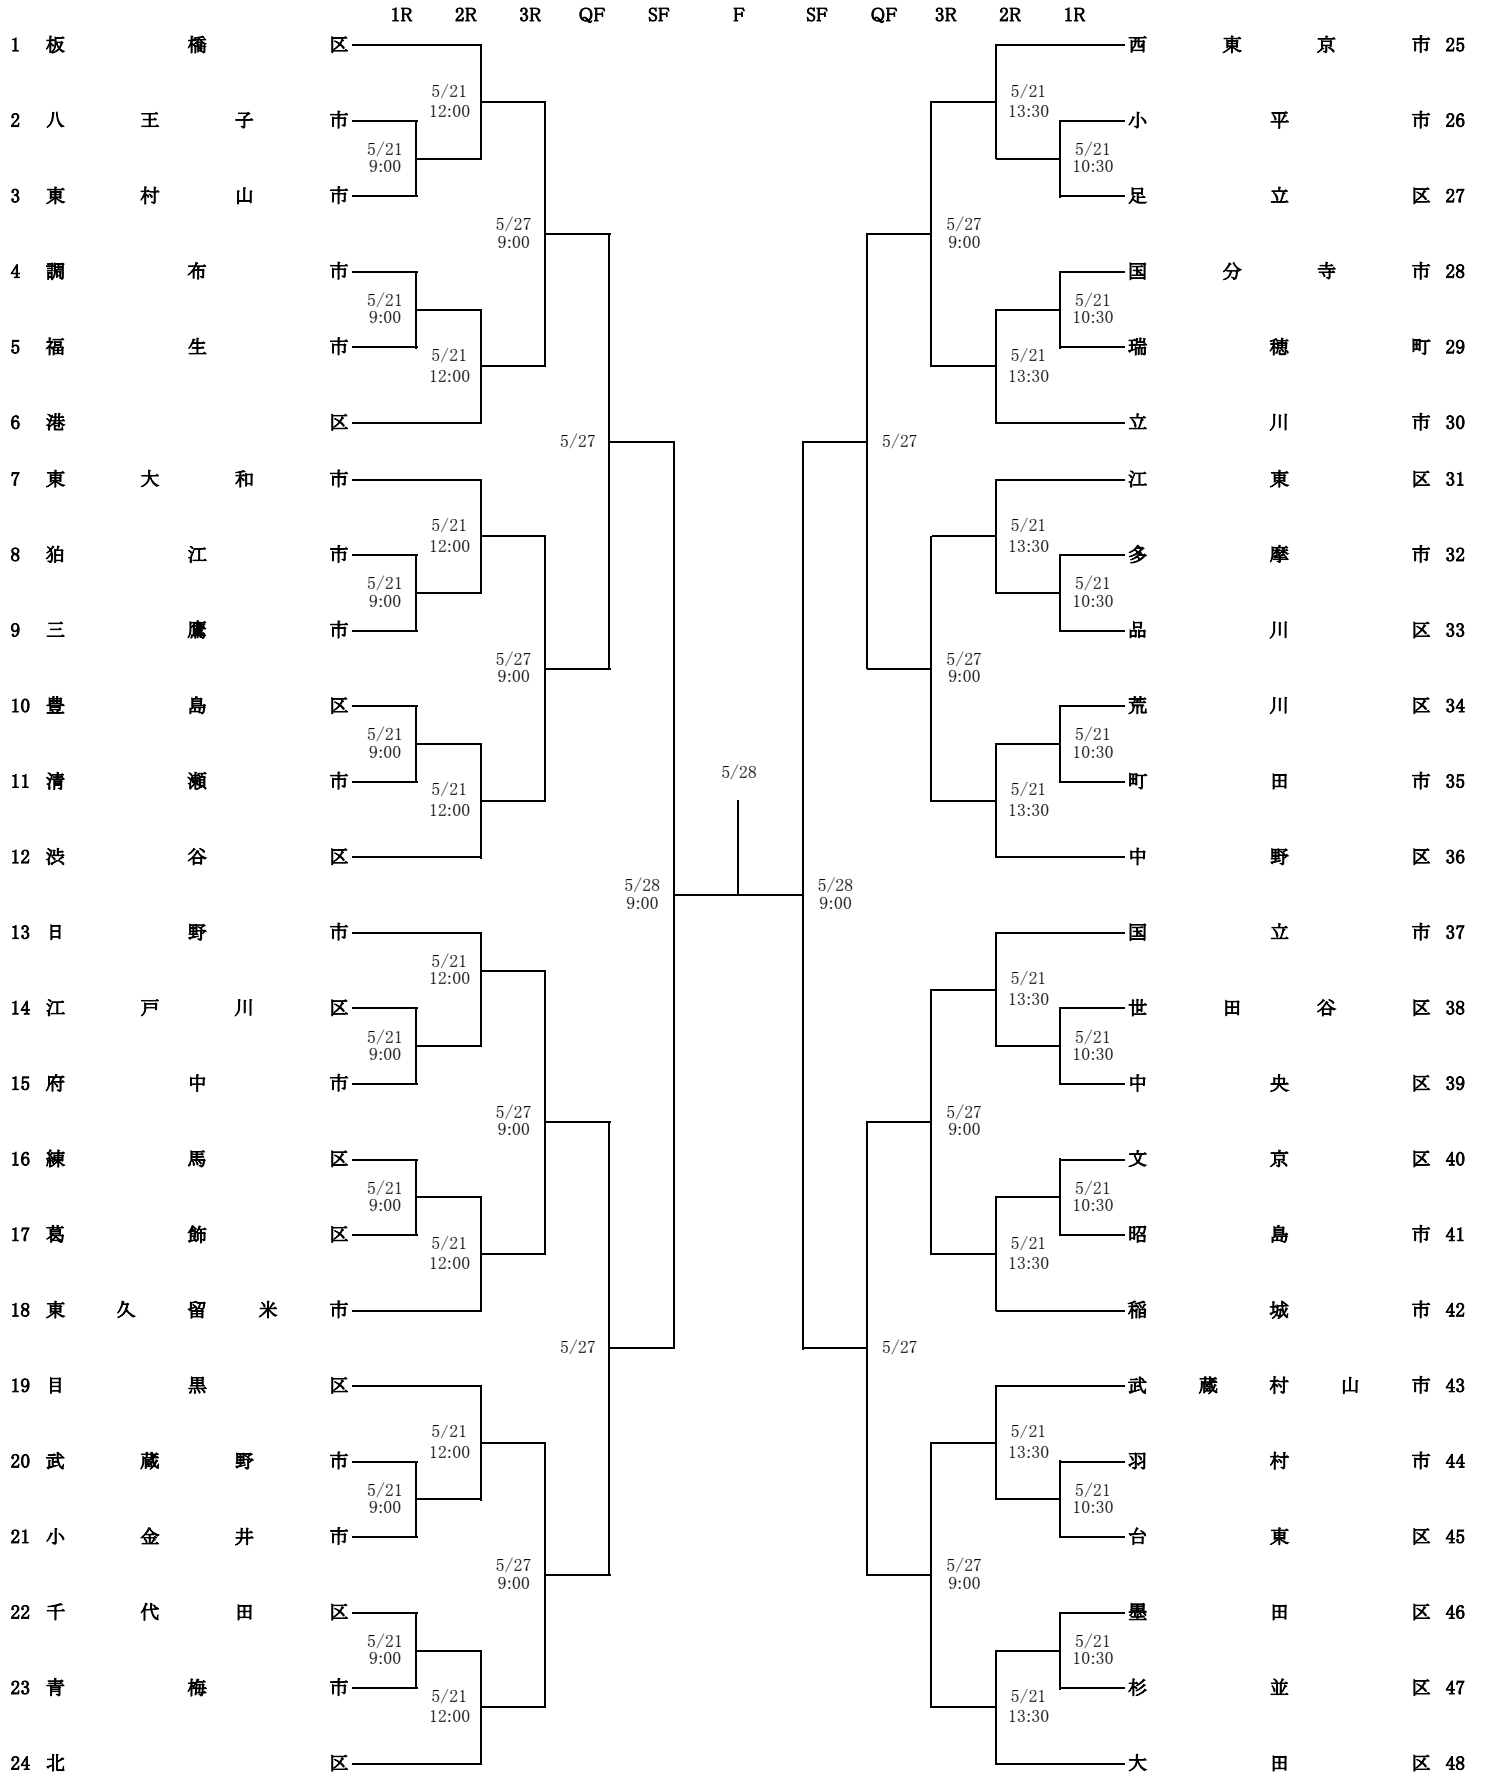 1R 2R 3R QF SF F SF QF 3R 2R 1R
1 板橋区 西東京市 25
5/21 5/21
12:00 13:30
2 八王子市 小平市 26
5/21 5/21
9:00 10:30
3 東村山市 足立区 27
5/27 5/27
9:00 9:00
4 調布市 国分寺市 28
5/21 5/21
9:00 10:30
5 福生市 瑞穂町 29
5/21 5/21
12:00 13:30
6 港区 立川市 30
5/27 5/27
7 東大和市 江東区 31
5/21 5/21
12:00 13:30
8 狛江市 多摩市 32
5/21 5/21
9:00 10:30
9 三鷹市 品川区 33
5/27 5/27
9:00 9:00
10 豊島区 荒川区 34
5/21 5/21
9:00 10:30
5/28
11 清瀬市 町田市 35
5/21 5/21
12:00 13:30
12 渋谷区 中野区 36
5/28 5/28
9:00 9:00
13 日野市 国立市 37
5/21 5/21
12:00 13:30
14 江戸川区 世田谷区 38
5/21 5/21
9:00 10:30
15 府中市 中央区 39
5/27 5/27
9:00 9:00
16 練馬区 文京区 40
5/21 5/21
9:00 10:30
17 葛飾区 昭島市 41
5/21 5/21
12:00 13:30
18 東久留米市 稲城市 42
5/27 5/27
19 目黒区 武蔵村山市 43
5/21 5/21
12:00 13:30
20 武蔵野市 羽村市 44
5/21 5/21
9:00 10:30
21 小金井市 台東区 45
5/27 5/27
9:00 9:00
22 千代田区 墨田区 46
5/21 5/21
9:00 10:30
23 青梅市 杉並区 47
5/21 5/21
12:00 13:30
24 北区 大田区 48